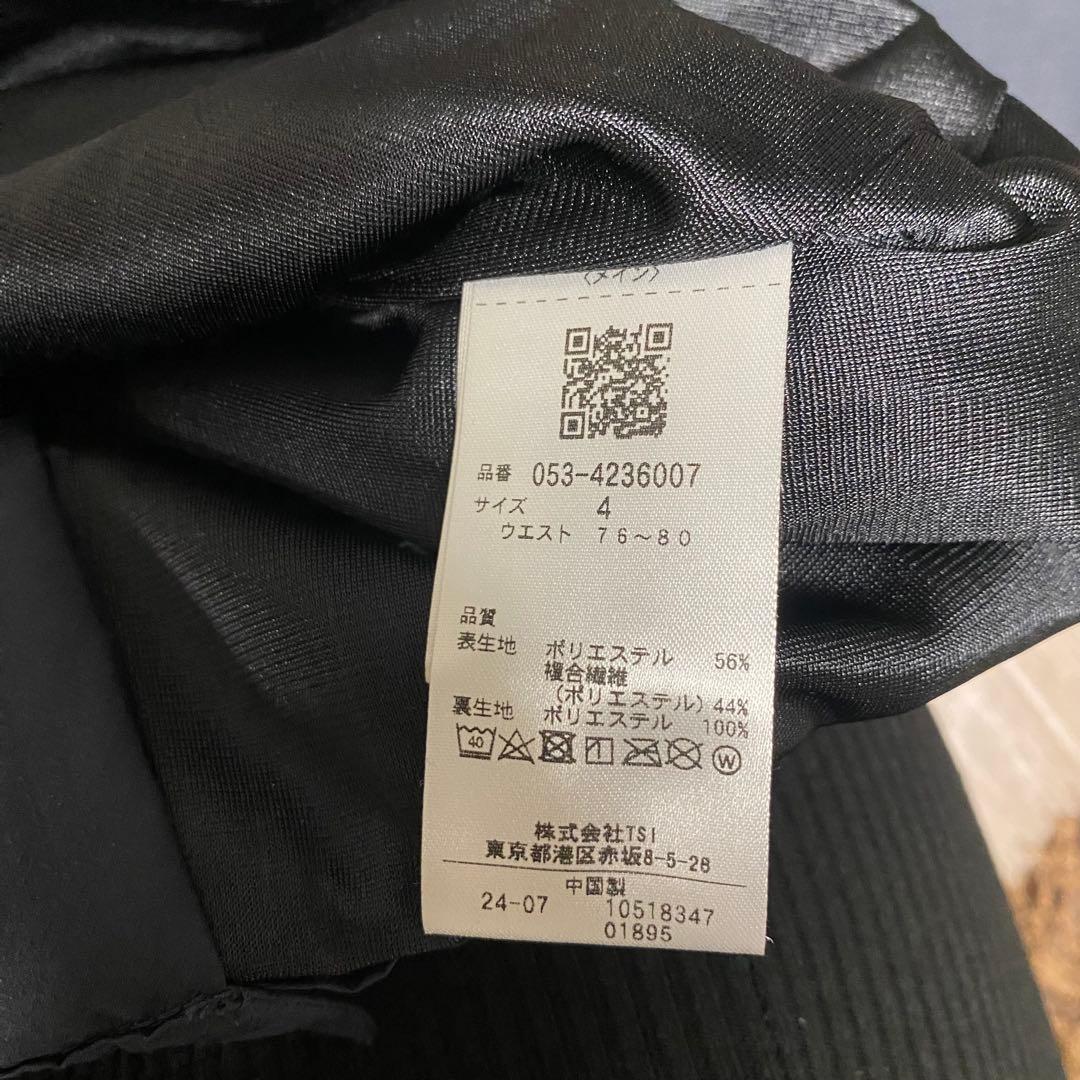 〈メイン〉
品番 053-4236007
サイズ 4
ウエスト 76～80
品質
表生地 ポリエステル 56%
複合繊維
(ポリエステル) 44%
裏生地 ポリエステル 100%
40
W
株式会社TSI
東京都港区赤坂8-5-26
中国製
24-07 10518347
01895